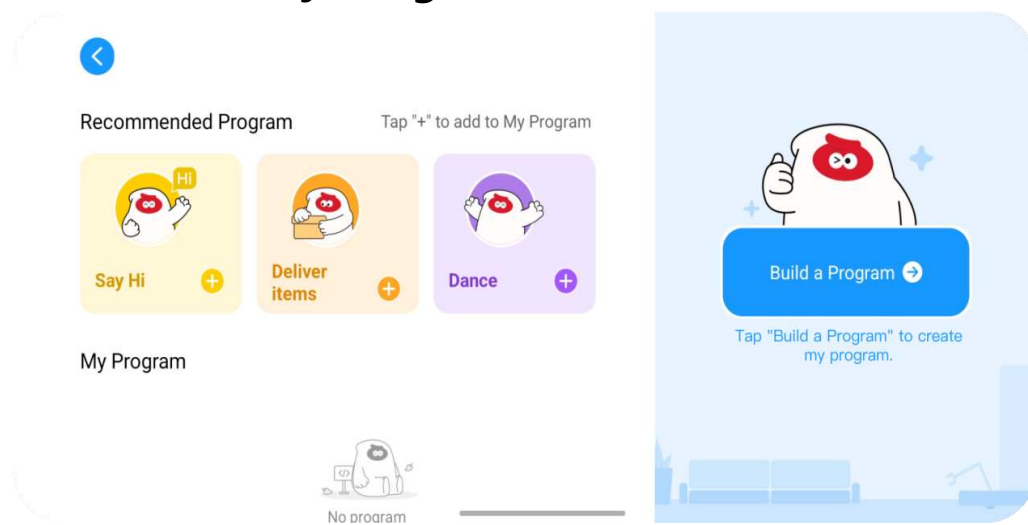 Recommended Program
Tap "+" to add to My Program
Hi
Say Hi
Deliver
items
Dance
My Program
No program
Build a Program
Tap "Build a Program" to create
my program.